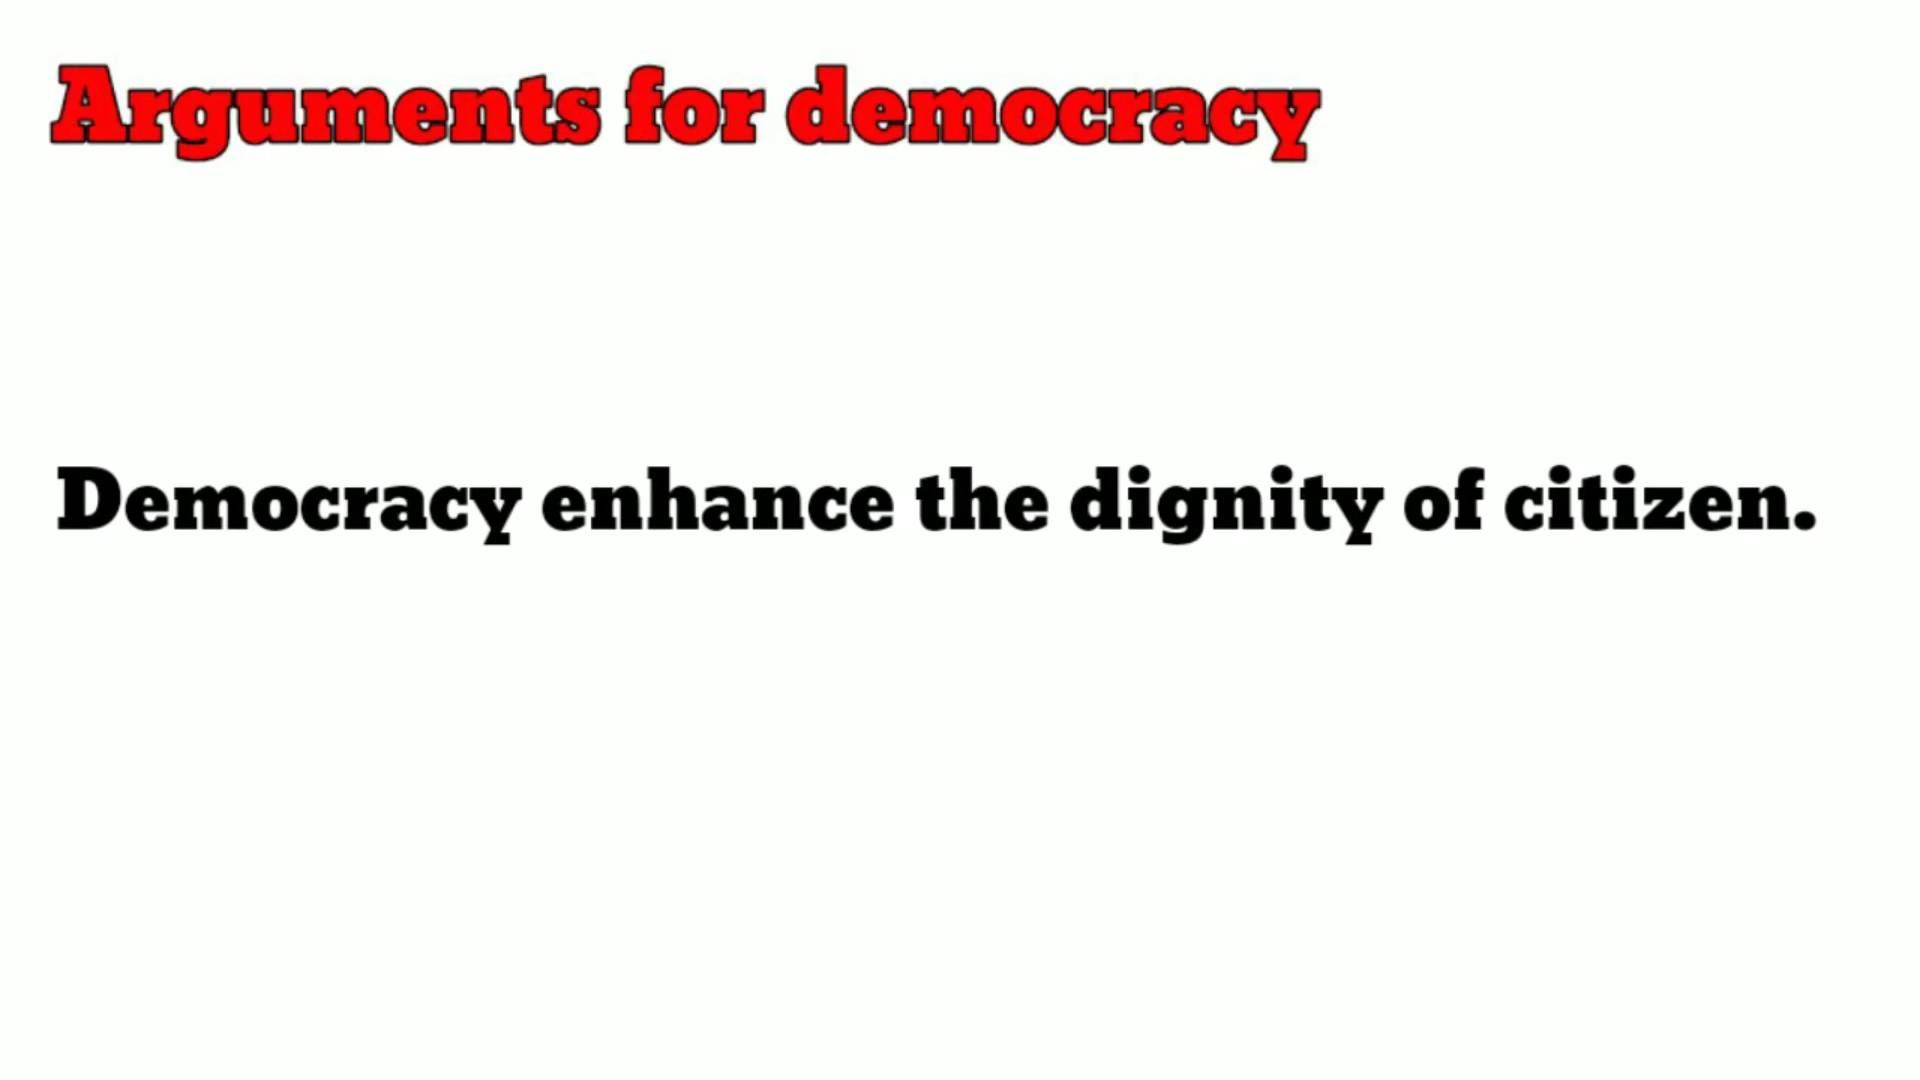 Arguments for democracy
Democracy enhance the dignity of citizen.